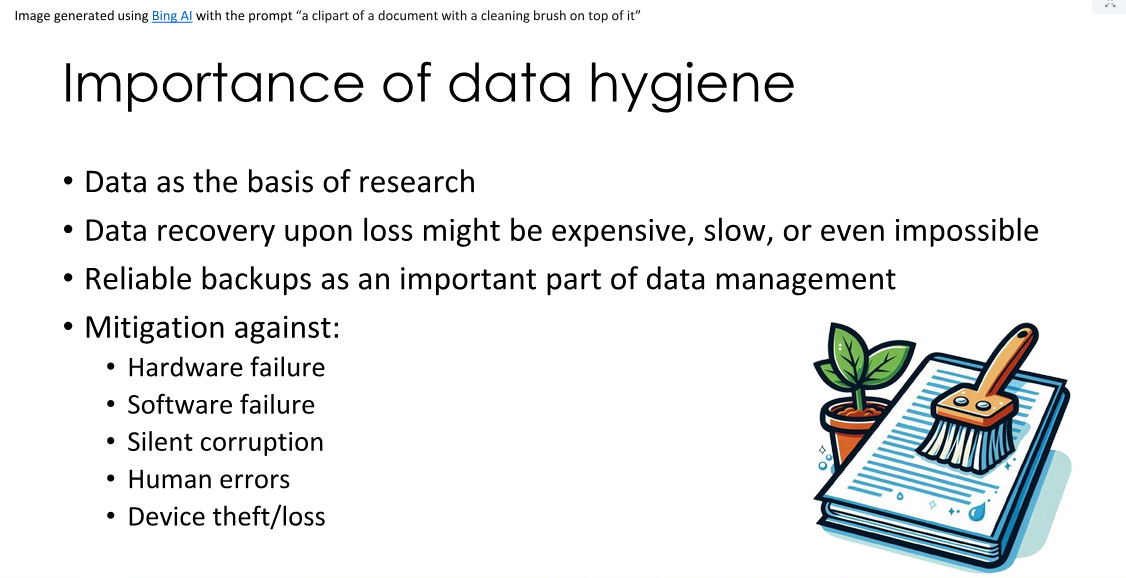 Image generated using Bing AI with the prompt “a clipart of a document with a cleaning brush on top of it”
Importance of data hygiene
• Data as the basis of research
• Data recovery upon loss might be expensive, slow, or even impossible
• Reliable backups as an important part of data management
• Mitigation against:
• Hardware failure
• Software failure
• Silent corruption
• Human errors
• Device theft/loss